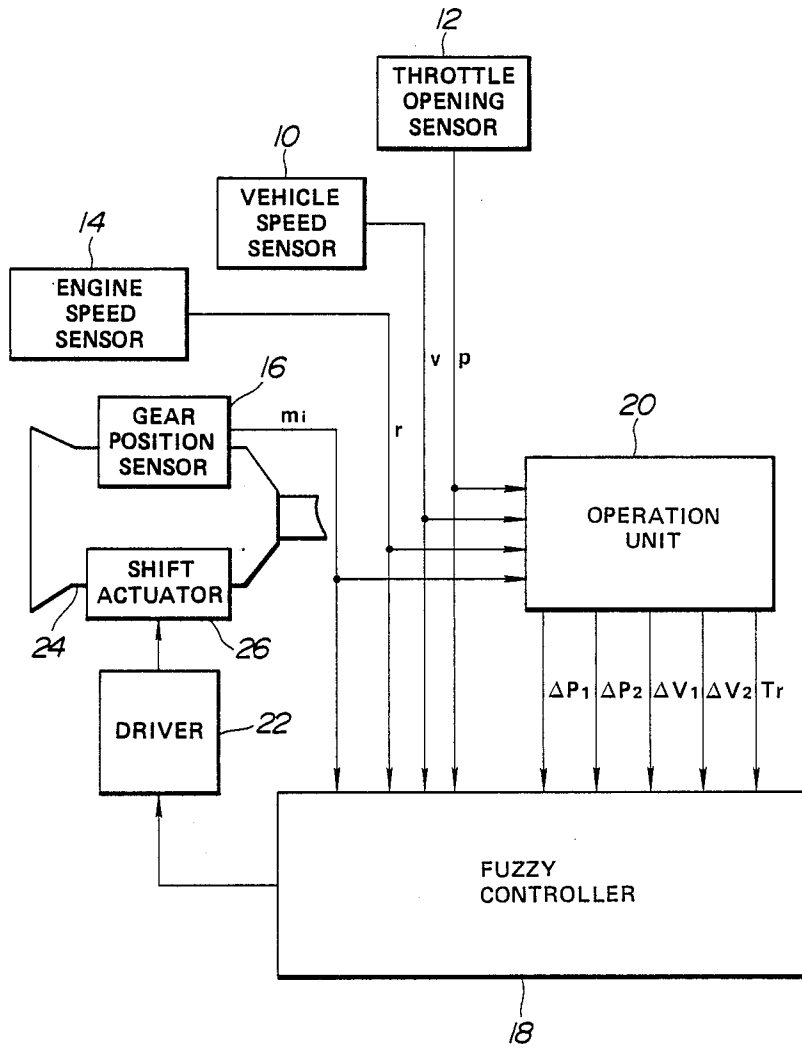 12
THROTTLE
OPENING
SENSOR
10
VEHICLE
SPEED
SENSOR
14
ENGINE
SPEED
SENSOR
v
p
16
GEAR
POSITION
SENSOR
mi
r
20
OPERATION
UNIT
SHIFT
ACTUATOR
24
26
ΔP1
ΔP2
ΔV1
ΔV2
Tr
DRIVER
22
FUZZY
CONTROLLER
18